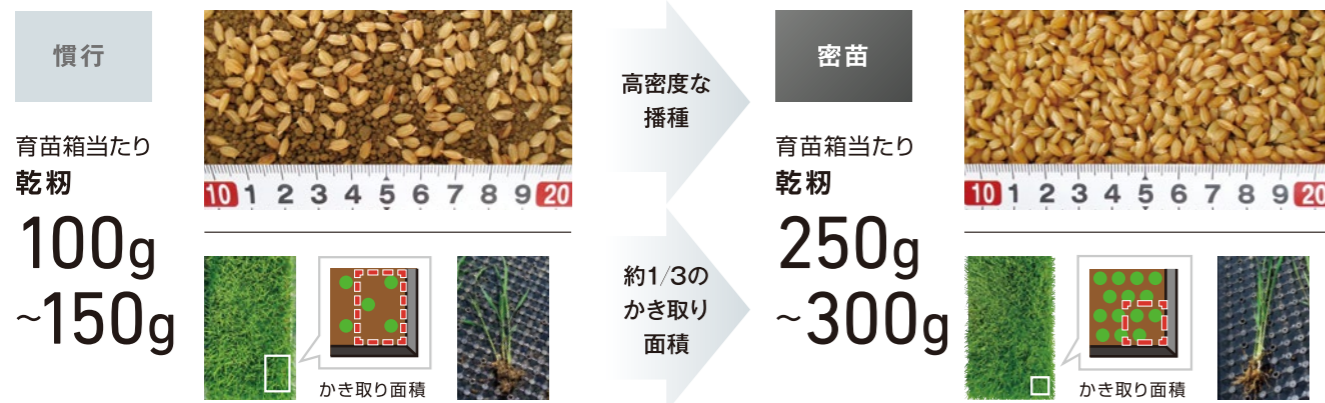 慣行
育苗箱当たり
乾籾
100g
~150g
10 1 2 3 4 5 6 7 8 9 20
かき取り面積
高密度な
播種
約1/3の
かき取り
面積
密苗
育苗箱当たり
乾籾
250g
~300g
10 1 2 3 4 5 6 7 8 9 20
かき取り面積